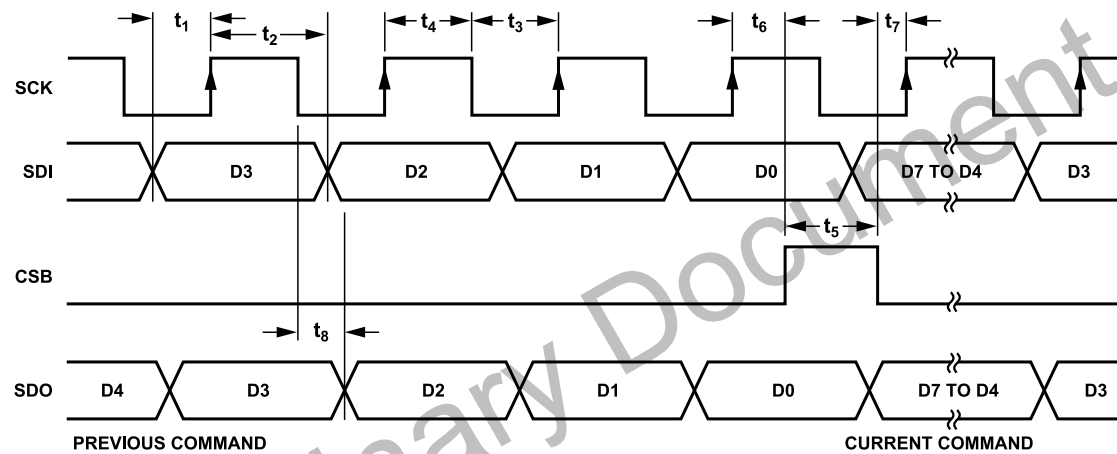 t1 t2 t4 t3 t6 t7
SCK
SDI D3 D2 D1 D0 D7 TO D4 D3
t5
CSB
t8
SDO D4 D3 D2 D1 D0 D7 TO D4 D3
PREVIOUS COMMAND CURRENT COMMAND
Document